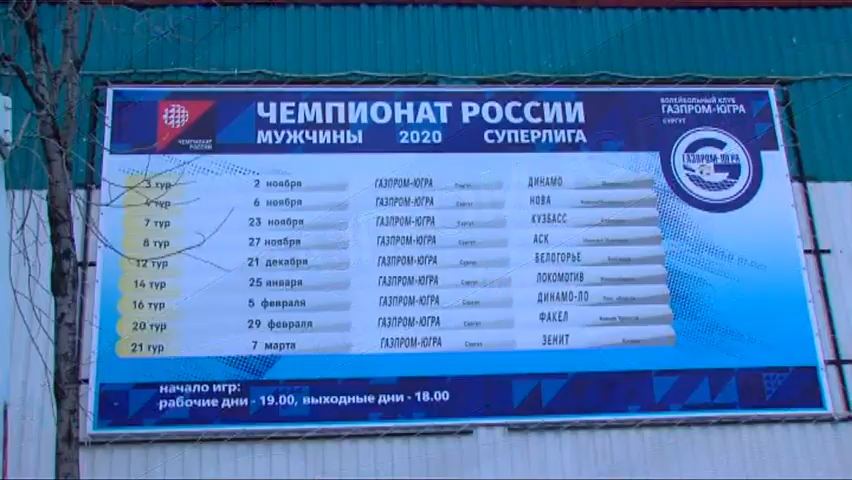 ЧЕМПИОНАТ РОССИИ
МУЖЧИНЫ 2020 СУПЕРЛИГА
ЧЕМПИОНАТ
РОССИИ
ВОЛЕЙБОЛЬНЫЙ КЛУБ
ГАЗПРОМ-ЮГРА
СУРГУТ
ГАЗПРОМ-ЮГРА
3 тур 2 ноября ГАЗПРОМ-ЮГРА Сургут ДИНАМО
4 тур 6 ноября ГАЗПРОМ-ЮГРА Сургут НОВА
7 тур 23 ноября ГАЗПРОМ-ЮГРА Сургут КУЗБАСС
8 тур 27 ноября ГАЗПРОМ-ЮГРА Сургут АСК
12 тур 21 декабря ГАЗПРОМ-ЮГРА Сургут БЕЛОГОРЬЕ
14 тур 25 января ГАЗПРОМ-ЮГРА Сургут ЛОКОМОТИВ
16 тур 5 февраля ГАЗПРОМ-ЮГРА Сургут ДИНАМО-ЛО
20 тур 29 февраля ГАЗПРОМ-ЮГРА Сургут ФАКЕЛ
21 тур 7 марта ГАЗПРОМ-ЮГРА Сургут ЗЕНИТ
начало игр:
рабочие дни - 19.00, выходные дни - 18.00